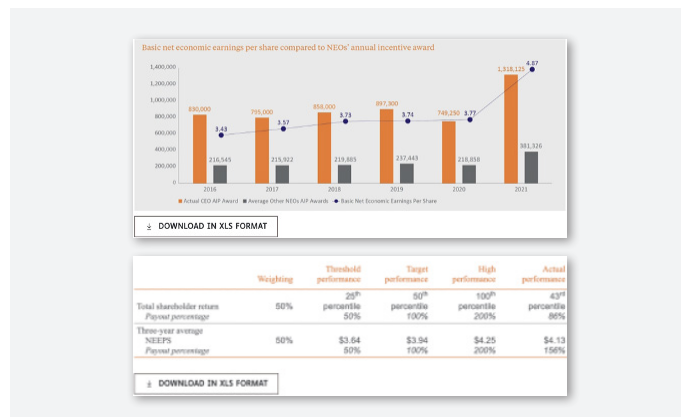 Basic net economic earnings per share compared to NEOs' annual incentive award
1,400,000
1,200,000
1,000,000
800,000
600,000
400,000
200,000
0
830,000
3.43
216,545
2016
795,000
3.57
215,922
2017
858,000
3.73
219,885
2018
897,300
3.74
237,443
2019
749,250
3.77
218,858
2020
1,318,125
4.87
381,326
2021
Actual CEO AIP Award Average Other NEOs AIP Awards Basic Net Economic Earnings Per Share
DOWNLOAD IN XLS FORMAT
Threshold Target High Actual
Weighting performance performance performance performance
25th 50th 100th 43rd
Total shareholder return 50% percentile percentile percentile percentile
Payout percentage 50% 100% 200% 86%
Three-year average
NEEPS 50% $3.64 $3.94 $4.25 $4.13
Payout percentage 50% 100% 200% 156%
DOWNLOAD IN XLS FORMAT